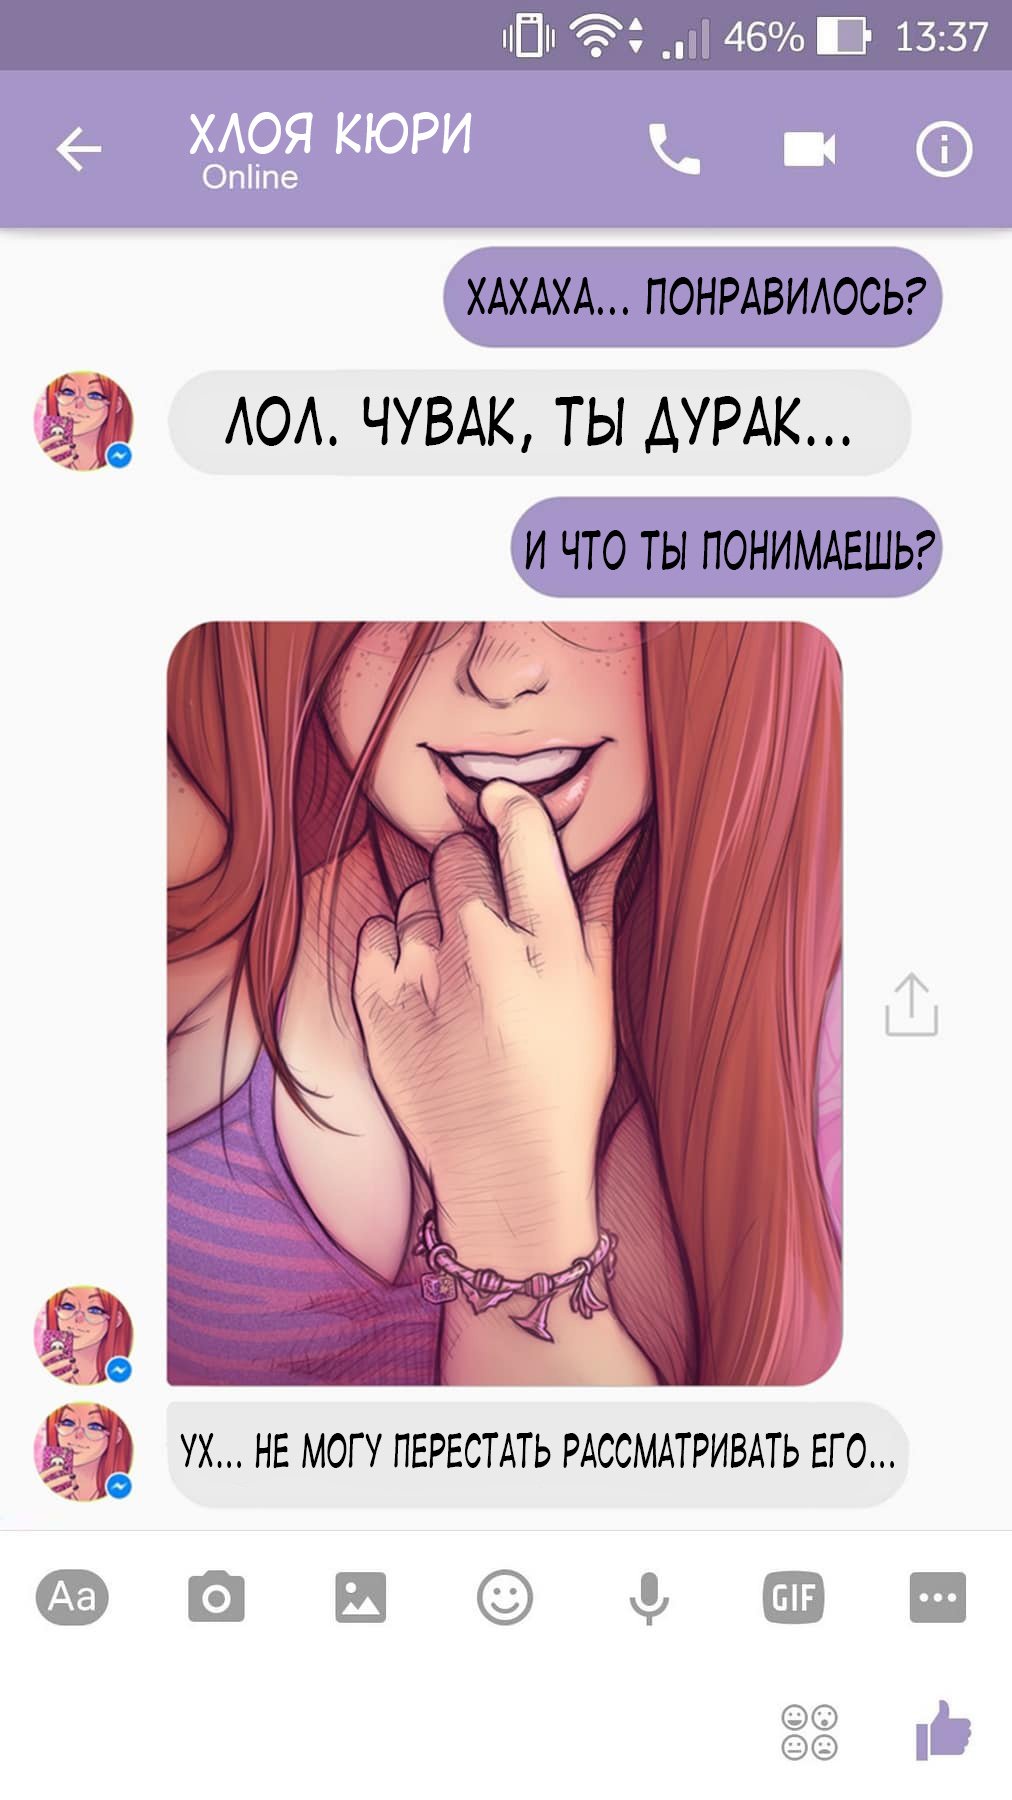 46% 13:37
ХЛОЯ КЮРИ
Online
ХАХАХА... ПОНРАВИЛОСЬ?
ЛОЛ. ЧУВАК, ТЫ ДУРАК...
И ЧТО ТЫ ПОНИМАЕШЬ?
УХ... НЕ МОГУ ПЕРЕСТАТЬ РАССМАТРИВАТЬ ЕГО...
Aa GIF